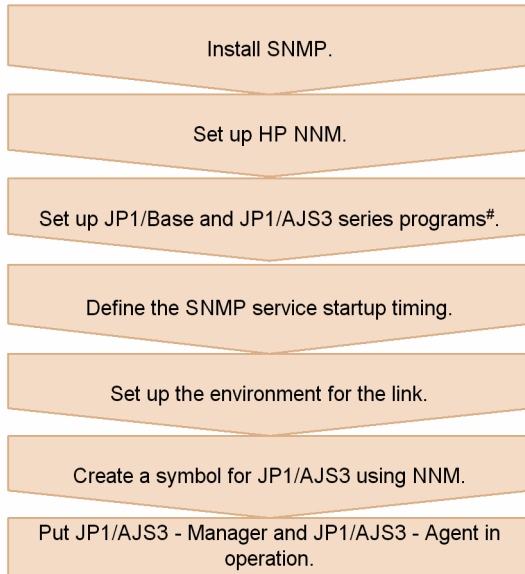 Install SNMP.
Set up HP NNM.
Set up JP1/Base and JP1/AJS3 series programs#.
Define the SNMP service startup timing.
Set up the environment for the link.
Create a symbol for JP1/AJS3 using NNM.
Put JP1/AJS3 - Manager and JP1/AJS3 - Agent in
operation.